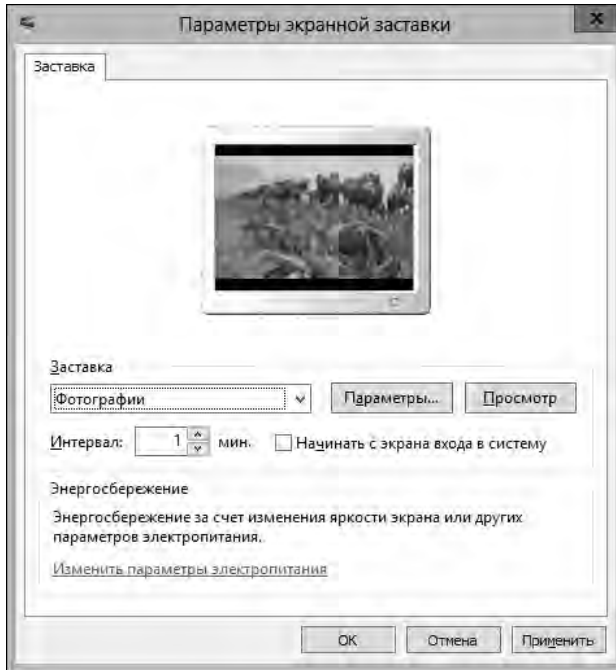 Параметры экранной заставки
Заставка
Заставка
Фотографии
Параметры...
Просмотр
Интервал: 1 мин. Начинать с экрана входа в систему
Энергосбережение
Энергосбережение за счет изменения яркости экрана или других
параметров электропитания.
Изменить параметры электропитания
ОК Отмена Применить